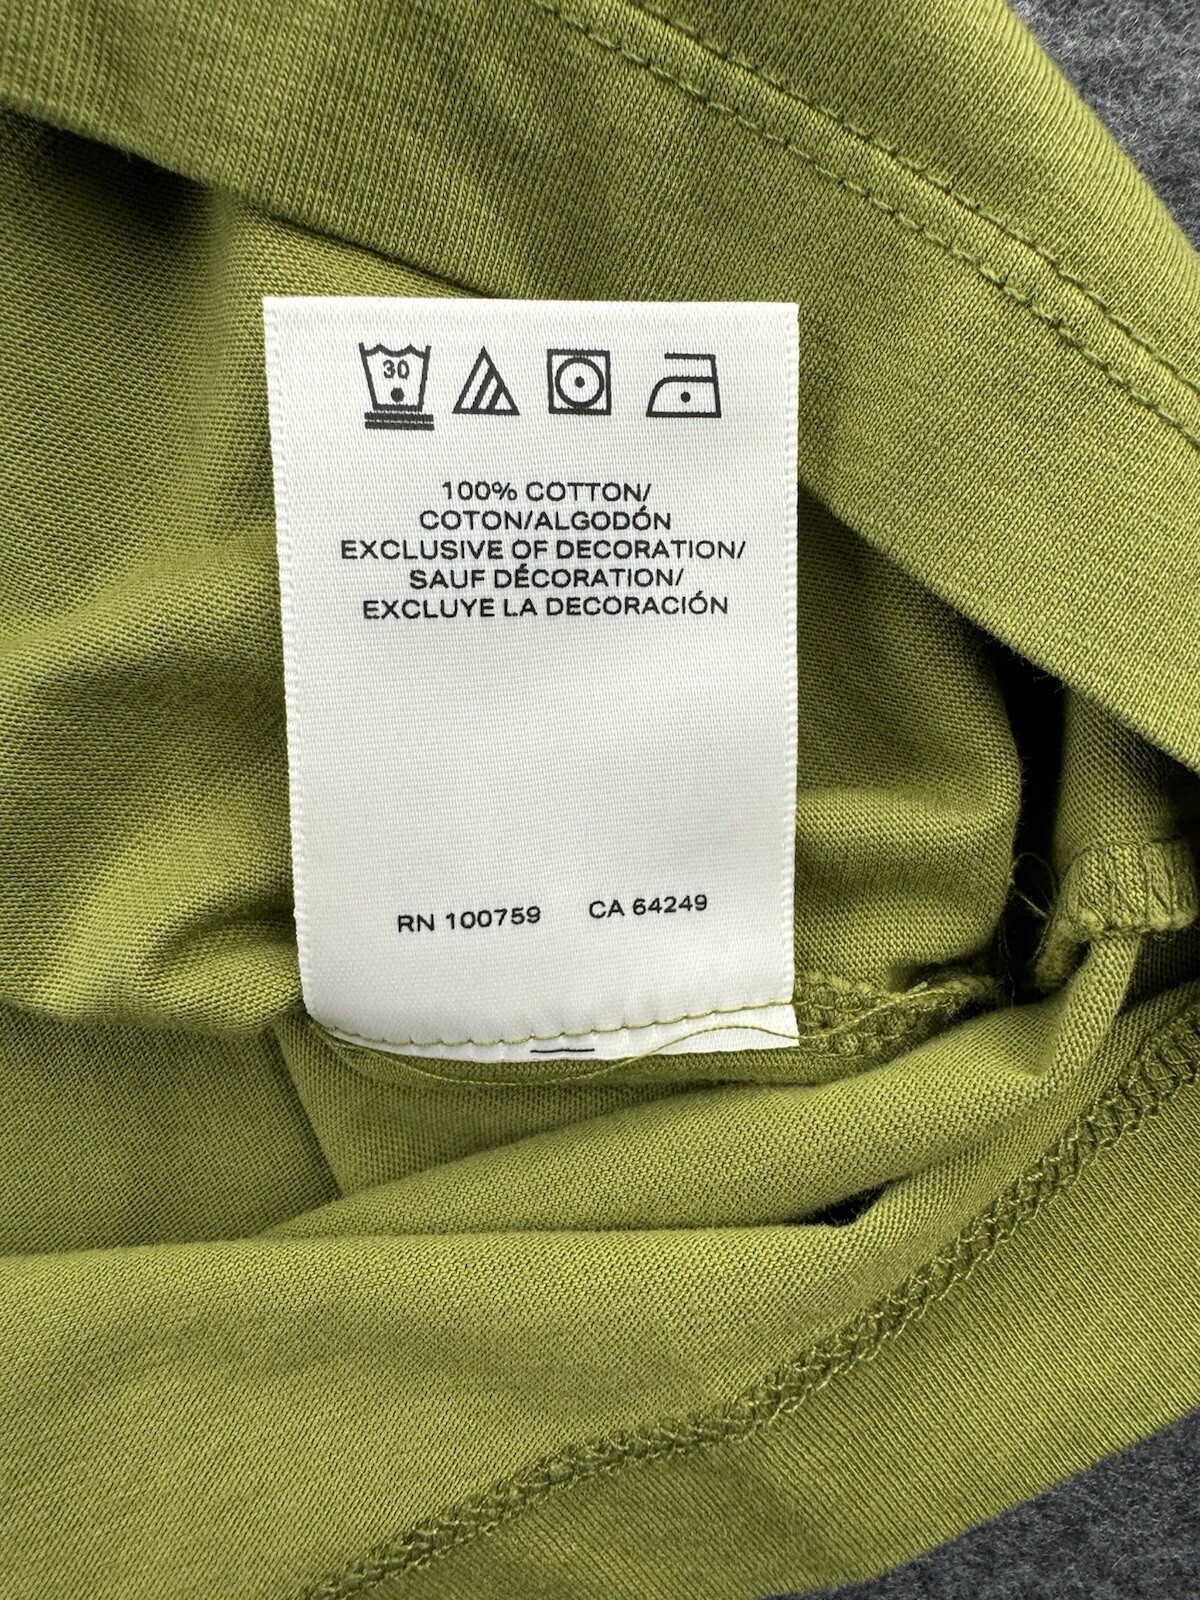 30
100% COTTON/
COTON/ALGODÓN
EXCLUSIVE OF DECORATION/
SAUF DÉCORATION/
EXCLUYE LA DECORACIÓN
RN 100759 CA 64249